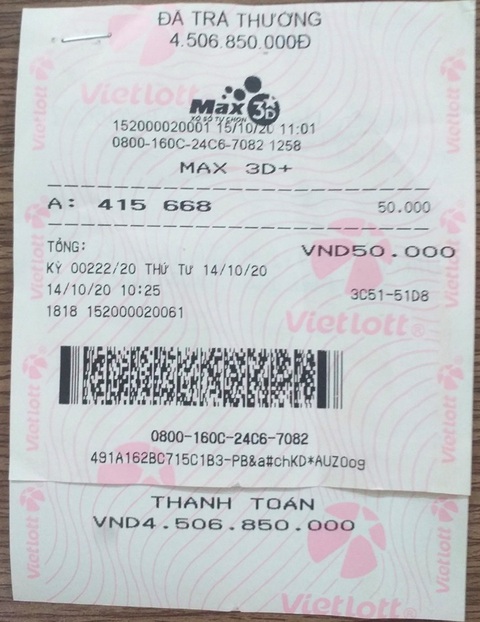 ĐÃ TRẢ THƯỞNG
4.506.850.000Đ
Vietlott
Max 3D
XỔ SỐ TỰ CHỌN
152000020001 15/10/20 11:01
0800-160C-24C6-7082 1258
MAX 3D+
A: 415 668 50.000
TỔNG: VND50.000
KỲ 00222/20 THỨ TƯ 14/10/20
14/10/20 10:25 3C51-51D8
1818 152000020061
Vietlott®
0800-160C-24C6-7082
491A162BC715C1B3-PB&a#chKD*AUZOog
THANH TOÁN
VND4.506.850.000
Vietlott®